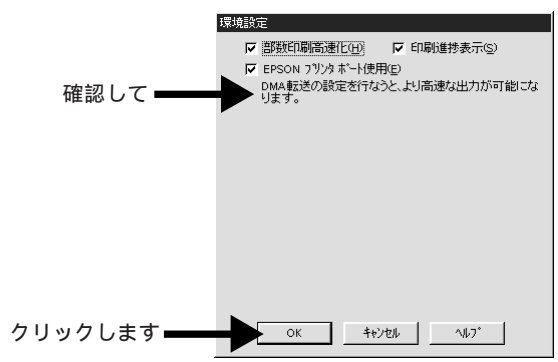 環境設定
部数印刷高速化(H) 印刷進捗表示(S)
EPSON プリンタ ポート使用(E)
確認して
DMA転送の設定を行なうと、より高速な出力が可能にな
ります。
クリックします
OK キャンセル ヘルプ